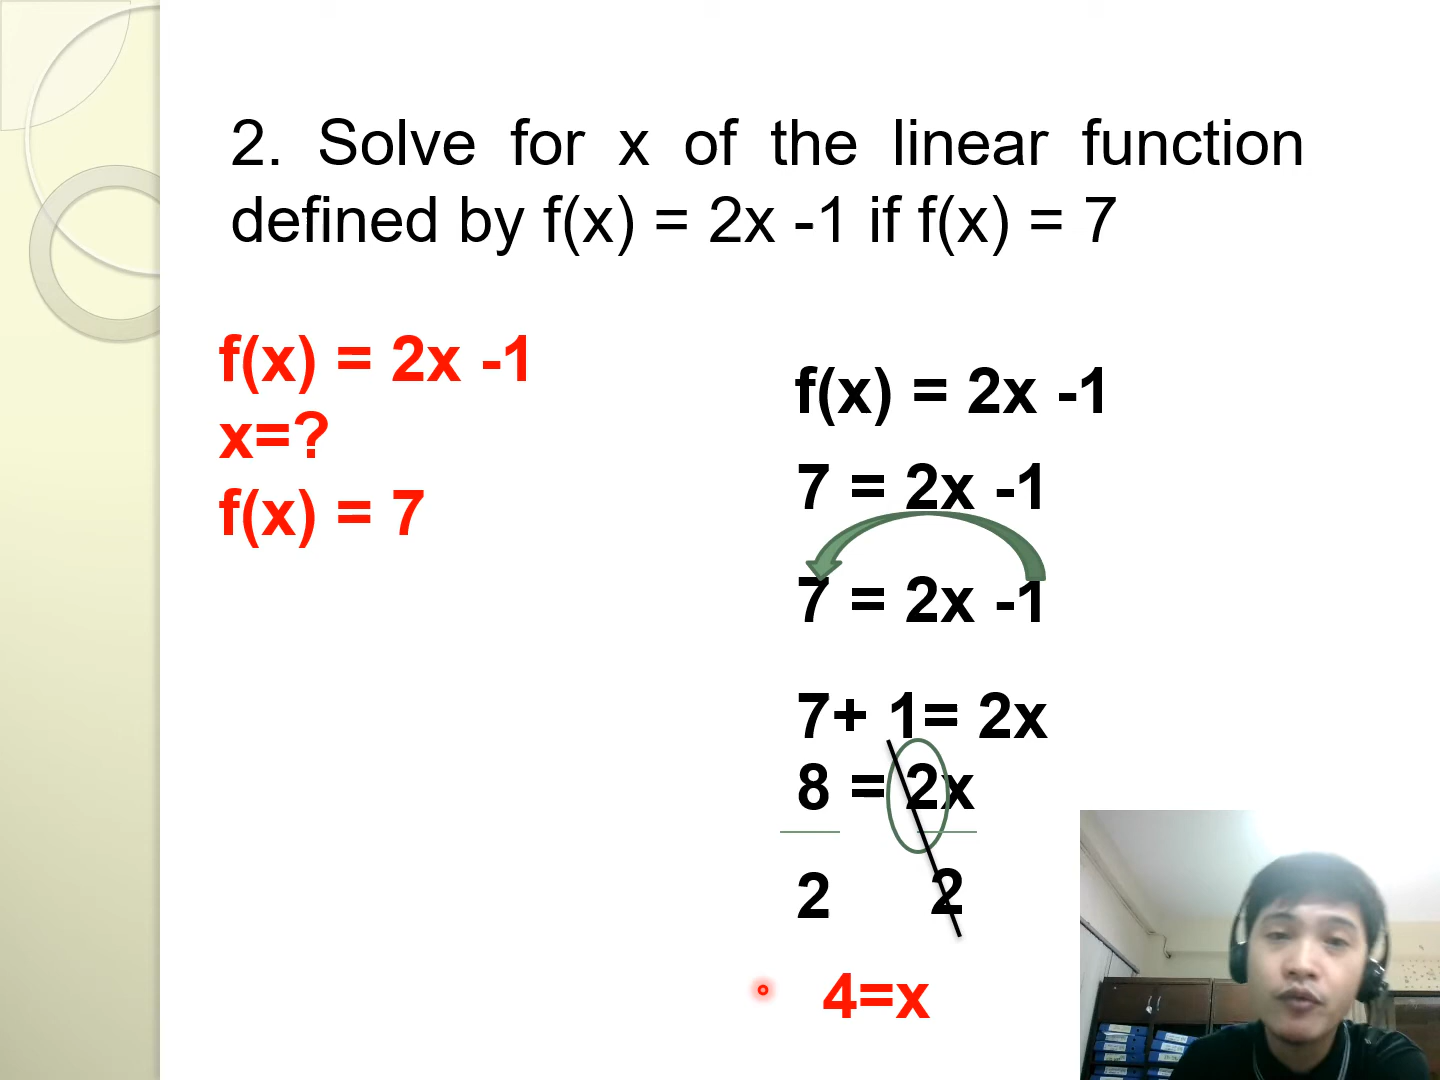 2. Solve for x of the linear function
defined by f(x) = 2x -1 if f(x) = 7
f(x) = 2x -1
x=?
f(x) = 7
f(x) = 2x -1
7 = 2x -1
7 = 2x -1
7+ 1= 2x
8 = 2x
2 2
4=x